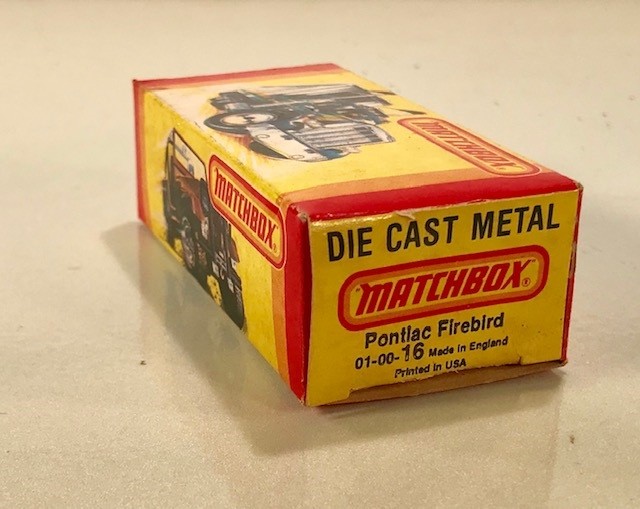 MATCHBOX
"MATCHBOX"
DIE CAST METAL
"MATCHBOX"®
Pontiac Firebird
01-00-16 Made in England
Printed in USA